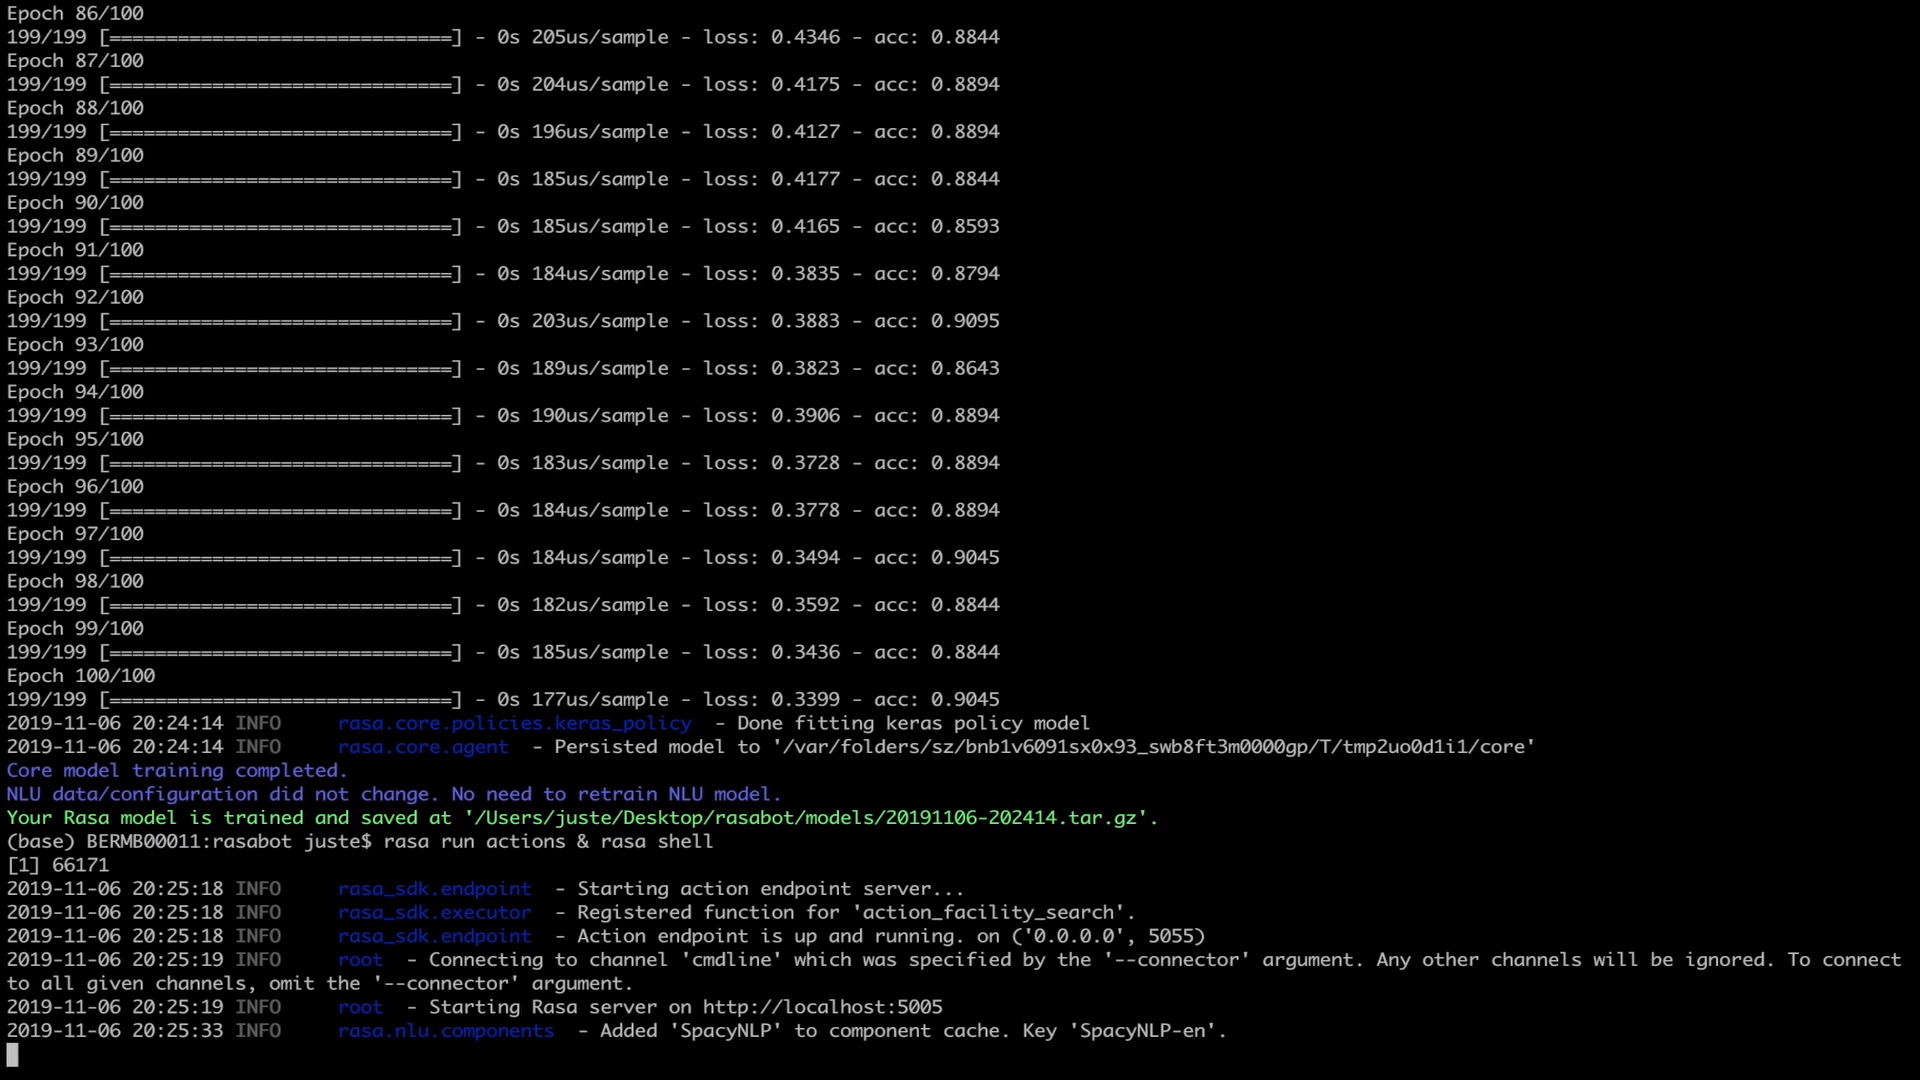 Epoch 86/100
199/199 [==============================] - 0s 205us/sample - loss: 0.4346 - acc: 0.8844
Epoch 87/100
199/199 [==============================] - 0s 204us/sample - loss: 0.4175 - acc: 0.8894
Epoch 88/100
199/199 [==============================] - 0s 196us/sample - loss: 0.4127 - acc: 0.8894
Epoch 89/100
199/199 [==============================] - 0s 185us/sample - loss: 0.4177 - acc: 0.8844
Epoch 90/100
199/199 [==============================] - 0s 185us/sample - loss: 0.4165 - acc: 0.8593
Epoch 91/100
199/199 [==============================] - 0s 184us/sample - loss: 0.3835 - acc: 0.8794
Epoch 92/100
199/199 [==============================] - 0s 203us/sample - loss: 0.3883 - acc: 0.9095
Epoch 93/100
199/199 [==============================] - 0s 189us/sample - loss: 0.3823 - acc: 0.8643
Epoch 94/100
199/199 [==============================] - 0s 190us/sample - loss: 0.3906 - acc: 0.8894
Epoch 95/100
199/199 [==============================] - 0s 183us/sample - loss: 0.3728 - acc: 0.8894
Epoch 96/100
199/199 [==============================] - 0s 184us/sample - loss: 0.3778 - acc: 0.8894
Epoch 97/100
199/199 [==============================] - 0s 184us/sample - loss: 0.3494 - acc: 0.9045
Epoch 98/100
199/199 [==============================] - 0s 182us/sample - loss: 0.3592 - acc: 0.8844
Epoch 99/100
199/199 [==============================] - 0s 185us/sample - loss: 0.3436 - acc: 0.8844
Epoch 100/100
199/199 [==============================] - 0s 177us/sample - loss: 0.3399 - acc: 0.9045
2019-11-06 20:24:14 INFO     rasa.core.policies.keras_policy  - Done fitting keras policy model
2019-11-06 20:24:14 INFO     rasa.core.agent  - Persisted model to '/var/folders/sz/bnb1v6091sx0x93_swb8ft3m0000gp/T/tmp2uo0d1i1/core'
Core model training completed.
NLU data/configuration did not change. No need to retrain NLU model.
Your Rasa model is trained and saved at '/Users/juste/Desktop/rasabot/models/20191106-202414.tar.gz'.
(base) BERMB00011:rasabot juste$ rasa run actions & rasa shell
[1] 66171
2019-11-06 20:25:18 INFO     rasa_sdk.endpoint  - Starting action endpoint server...
2019-11-06 20:25:18 INFO     rasa_sdk.executor  - Registered function for 'action_facility_search'.
2019-11-06 20:25:18 INFO     rasa_sdk.endpoint  - Action endpoint is up and running. on ('0.0.0.0', 5055)
2019-11-06 20:25:19 INFO     root  - Connecting to channel 'cmdline' which was specified by the '--connector' argument. Any other channels will be ignored. To connect
to all given channels, omit the '--connector' argument.
2019-11-06 20:25:19 INFO     root  - Starting Rasa server on http://localhost:5005
2019-11-06 20:25:33 INFO     rasa.nlu.components  - Added 'SpacyNLP' to component cache. Key 'SpacyNLP-en'.